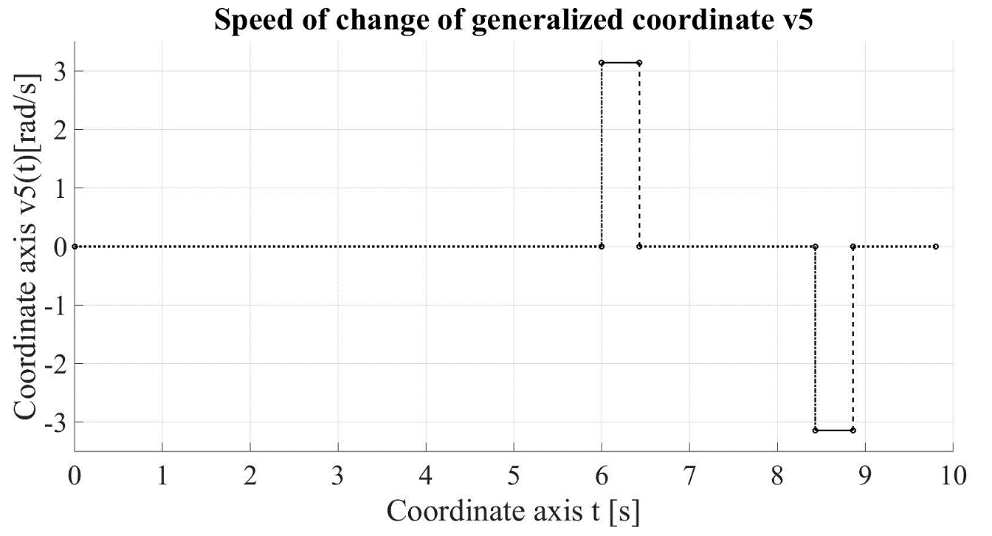 Speed of change of generalized coordinate v5
Coordinate axis v5(t)[rad/s]
3
2
1
0
-1
-2
-3
0 1 2 3 4 5 6 7 8 9 10
Coordinate axis t [s]